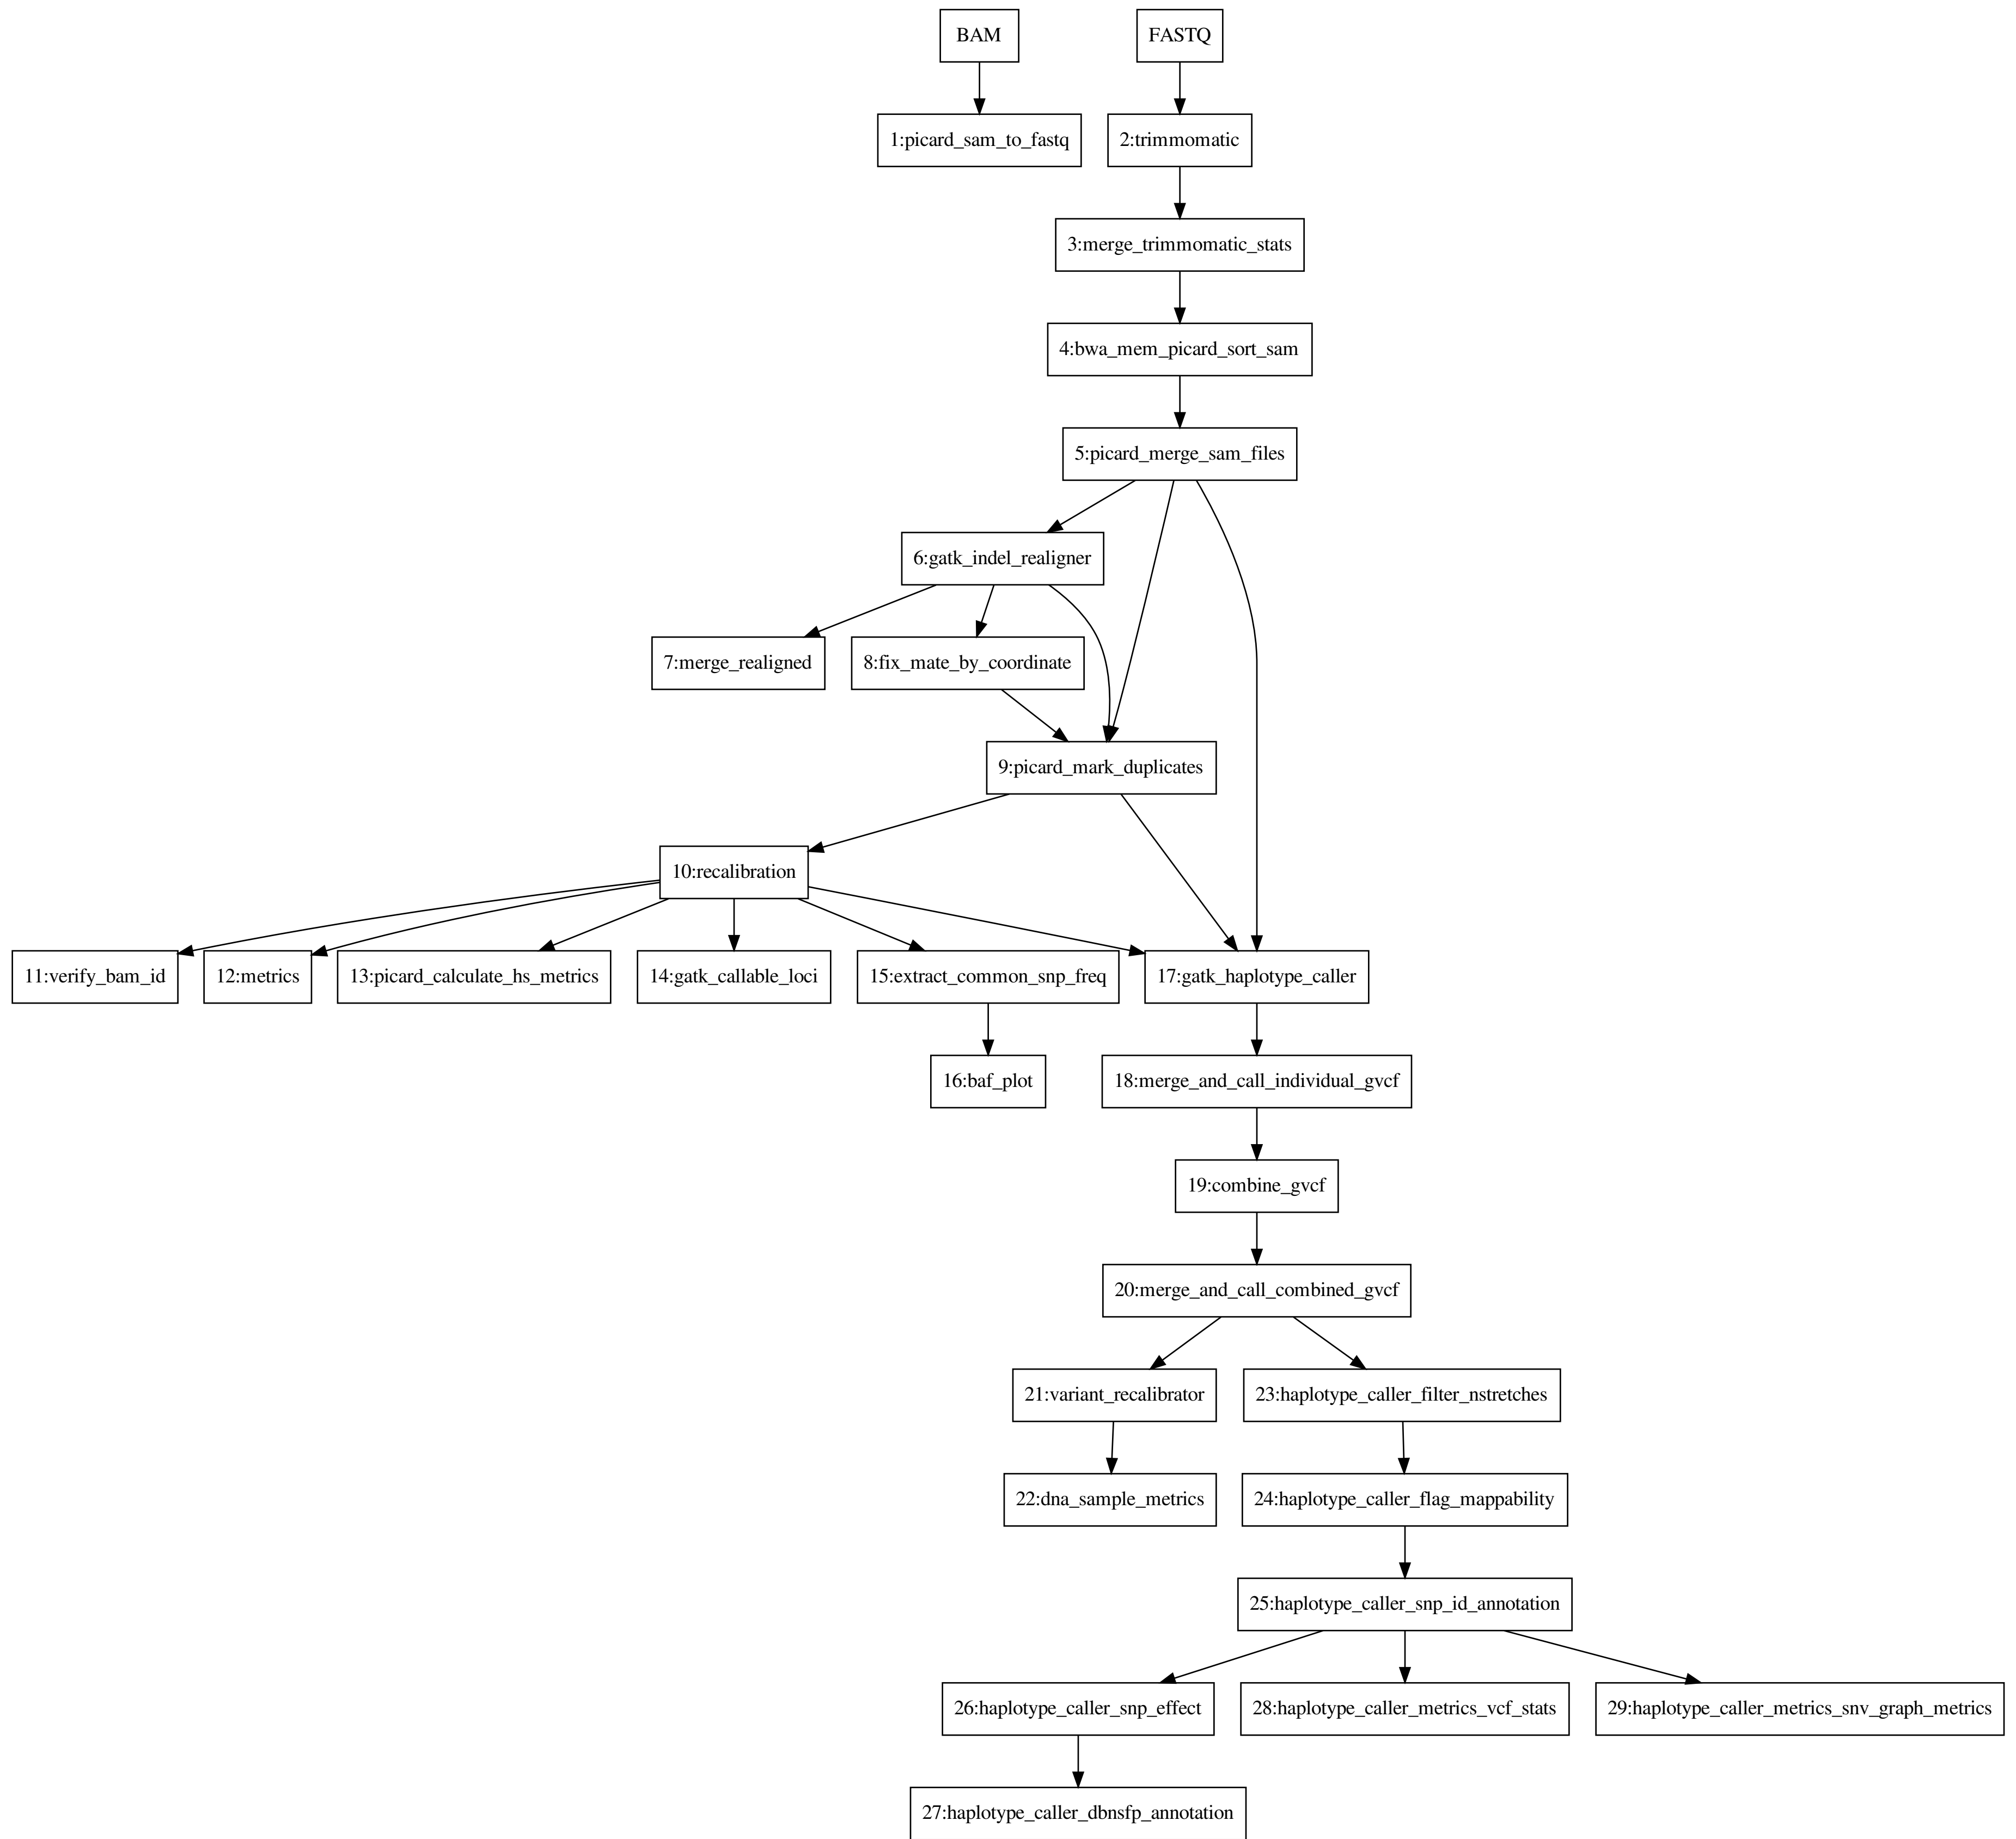 BAM
FASTQ
1:picard_sam_to_fastq
2:trimmomatic
3:merge_trimmomatic_stats
4:bwa_mem_picard_sort_sam
5:picard_merge_sam_files
6:gatk_indel_realigner
7:merge_realigned
8:fix_mate_by_coordinate
9:picard_mark_duplicates
10:recalibration
11:verify_bam_id
12:metrics
13:picard_calculate_hs_metrics
14:gatk_callable_loci
15:extract_common_snp_freq
17:gatk_haplotype_caller
16:baf_plot
18:merge_and_call_individual_gvcf
19:combine_gvcf
20:merge_and_call_combined_gvcf
21:variant_recalibrator
23:haplotype_caller_filter_nstretches
22:dna_sample_metrics
24:haplotype_caller_flag_mappability
25:haplotype_caller_snp_id_annotation
26:haplotype_caller_snp_effect
28:haplotype_caller_metrics_vcf_stats
29:haplotype_caller_metrics_snv_graph_metrics
27:haplotype_caller_dbnsfp_annotation